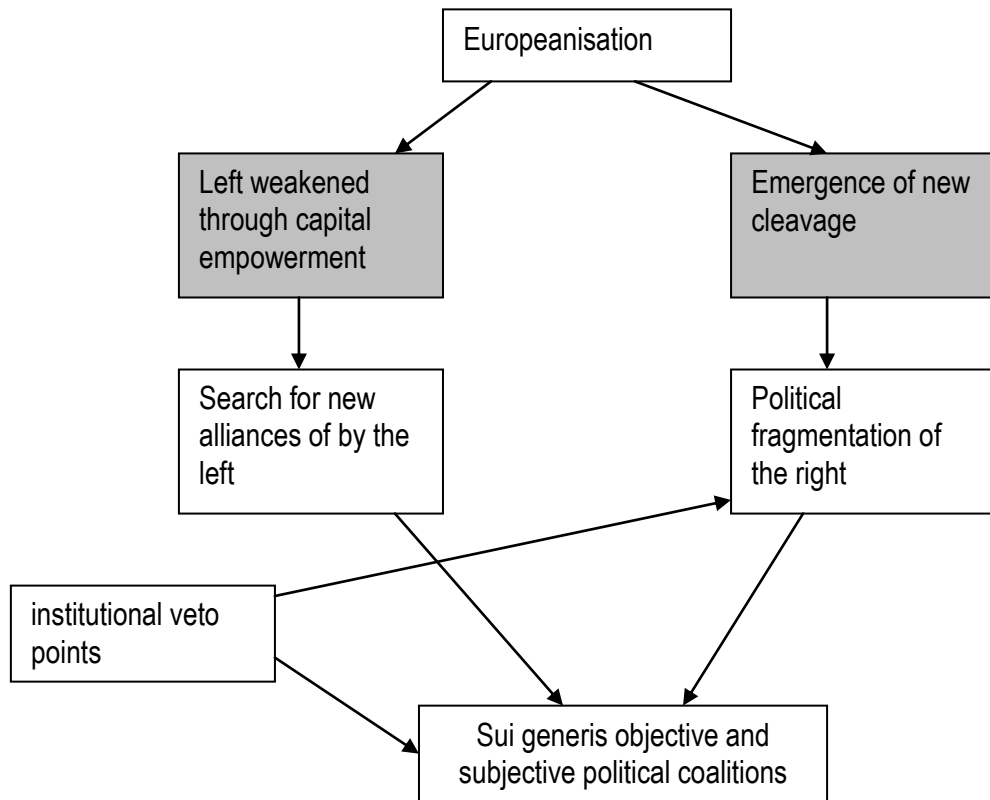 Europeanisation
Left weakened
through capital
empowerment
Emergence of new
cleavage
Search for new
alliances of by the
left
Political
fragmentation of
the right
institutional veto
points
Sui generis objective and
subjective political coalitions